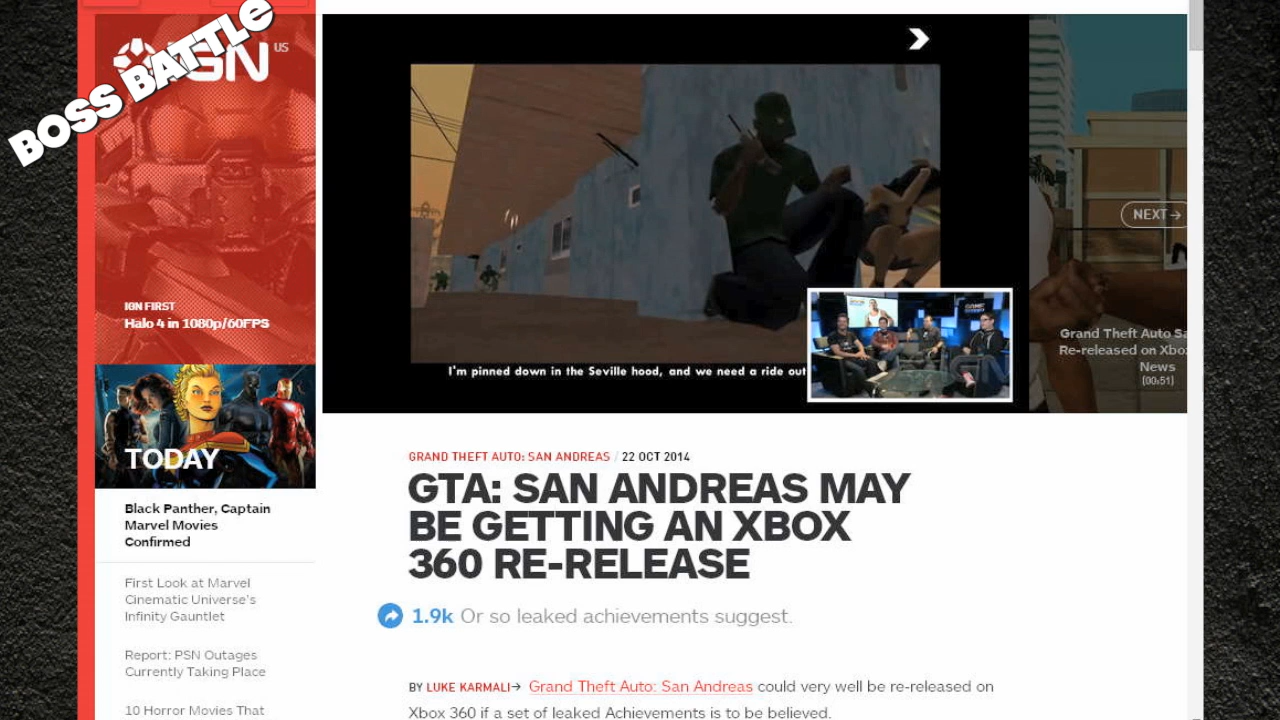 BOSS BATTLE
IGN
US
IGN FIRST
Halo 4 in 1080p/60FPS
TODAY
Black Panther, Captain
Marvel Movies
Confirmed
First Look at Marvel
Cinematic Universe's
Infinity Gauntlet
Report: PSN Outages
Currently Taking Place
10 Horror Movies That
I'm pinned down in the Seville hood, and we need a ride out
NEXT→
Grand Theft Auto Sa
Re-released on Xbo
News
(00:51)
GRAND THEFT AUTO: SAN ANDREAS / 22 OCT 2014
GTA: SAN ANDREAS MAY
BE GETTING AN XBOX
360 RE-RELEASE
1.9k Or so leaked achievements suggest.
BY LUKE KARMALI→ Grand Theft Auto: San Andreas could very well be re-released on
Xbox 360 if a set of leaked Achievements is to be believed.